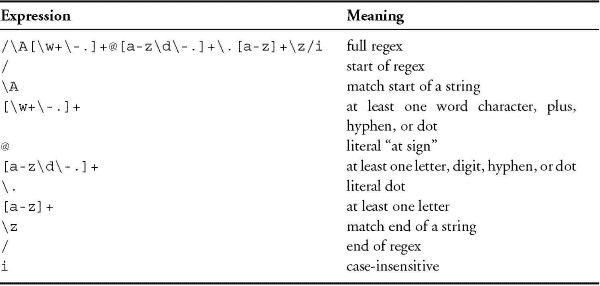 Expression Meaning
/\A[\w+\-.]+@[a-z\d\-.]+\.[a-z]+\z/i full regex
/ start of regex
\A match start of a string
[\w+\-.]+ at least one word character, plus,
hyphen, or dot
@ literal “at sign”
[a-z\d\-.]+ at least one letter, digit, hyphen, or dot
\. literal dot
[a-z]+ at least one letter
\z match end of a string
/ end of regex
i case-insensitive